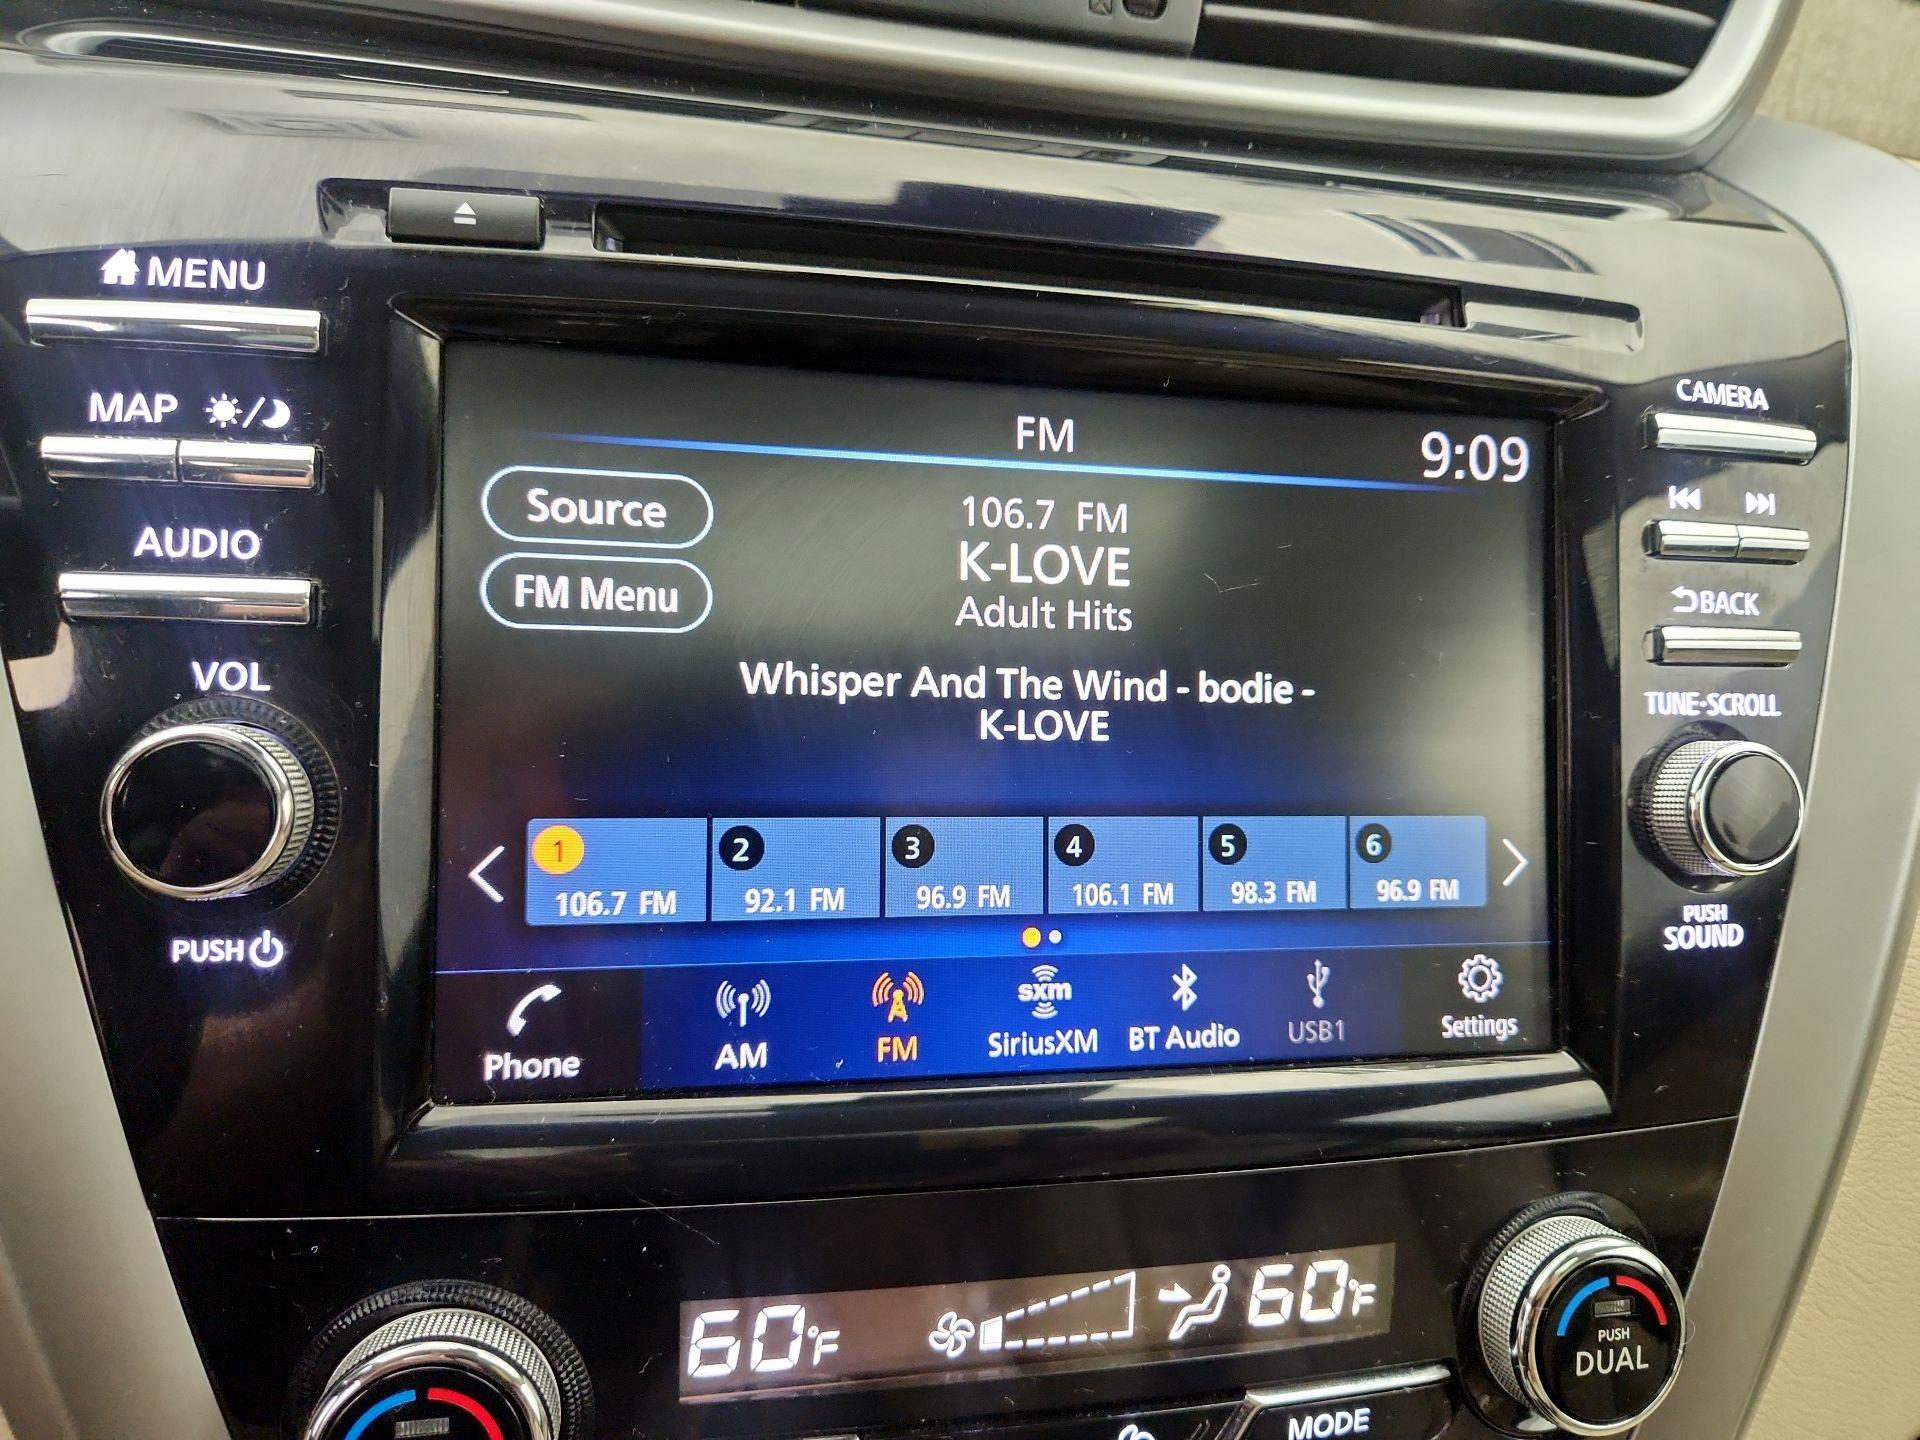 MENU
MAP
AUDIO
VOL
PUSH
FM
9:09
Source
FM Menu
106.7 FM
K-LOVE
Adult Hits
Whisper And The Wind - bodie -
K-LOVE
1 2 3 4 5 6
106.7 FM 92.1 FM 96.9 FM 106.1 FM 98.3 FM 96.9 FM
Phone AM FM sxm SiriusXM BT Audio USB1 Settings
CAMERA
BACK
TUNE·SCROLL
PUSH
SOUND
60°F 60°F
PUSH
DUAL
MODE